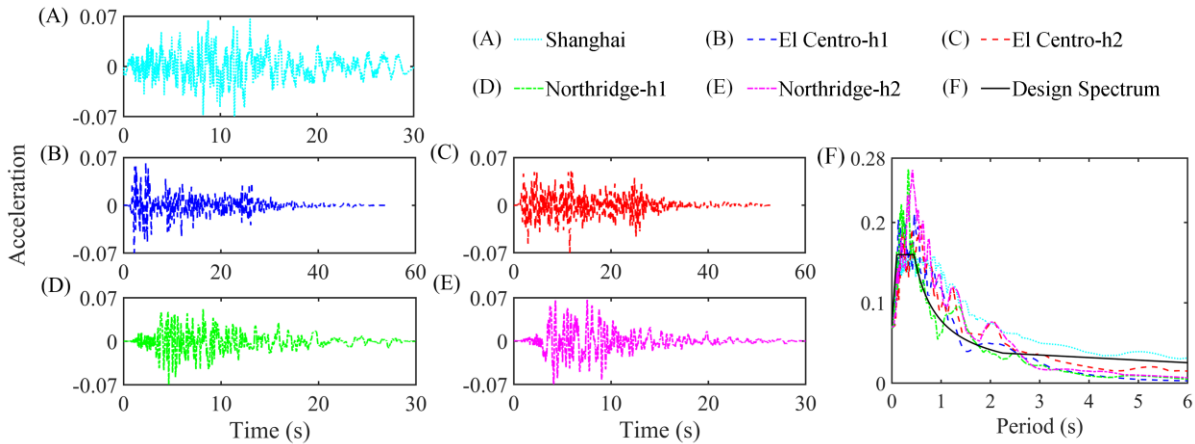 (A)
0.07
0
-0.07
0 10 20 30
(A) Shanghai (B) El Centro-h1 (C) El Centro-h2
(D) Northridge-h1 (E) Northridge-h2 (F) Design Spectrum
Acceleration
(B)
0.07
0
-0.07
0 20 40 60
(C)
0.07
0
-0.07
0 20 40 60
(D)
0.07
0
-0.07
0 10 20 30
Time (s)
(E)
0.07
0
-0.07
0 10 20 30
Time (s)
(F)
0.28
0.2
0.1
0
0 1 2 3 4 5 6
Period (s)